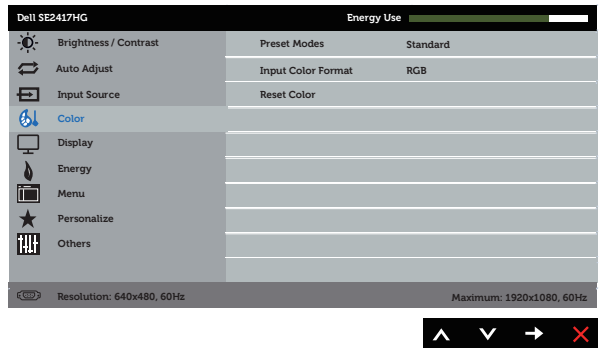 Dell SE2417HG Energy Use
Brightness / Contrast Preset Modes Standard
Auto Adjust Input Color Format RGB
Input Source Reset Color
Color
Display
Energy
Menu
Personalize
Others
Resolution: 640x480, 60Hz Maximum: 1920x1080, 60Hz